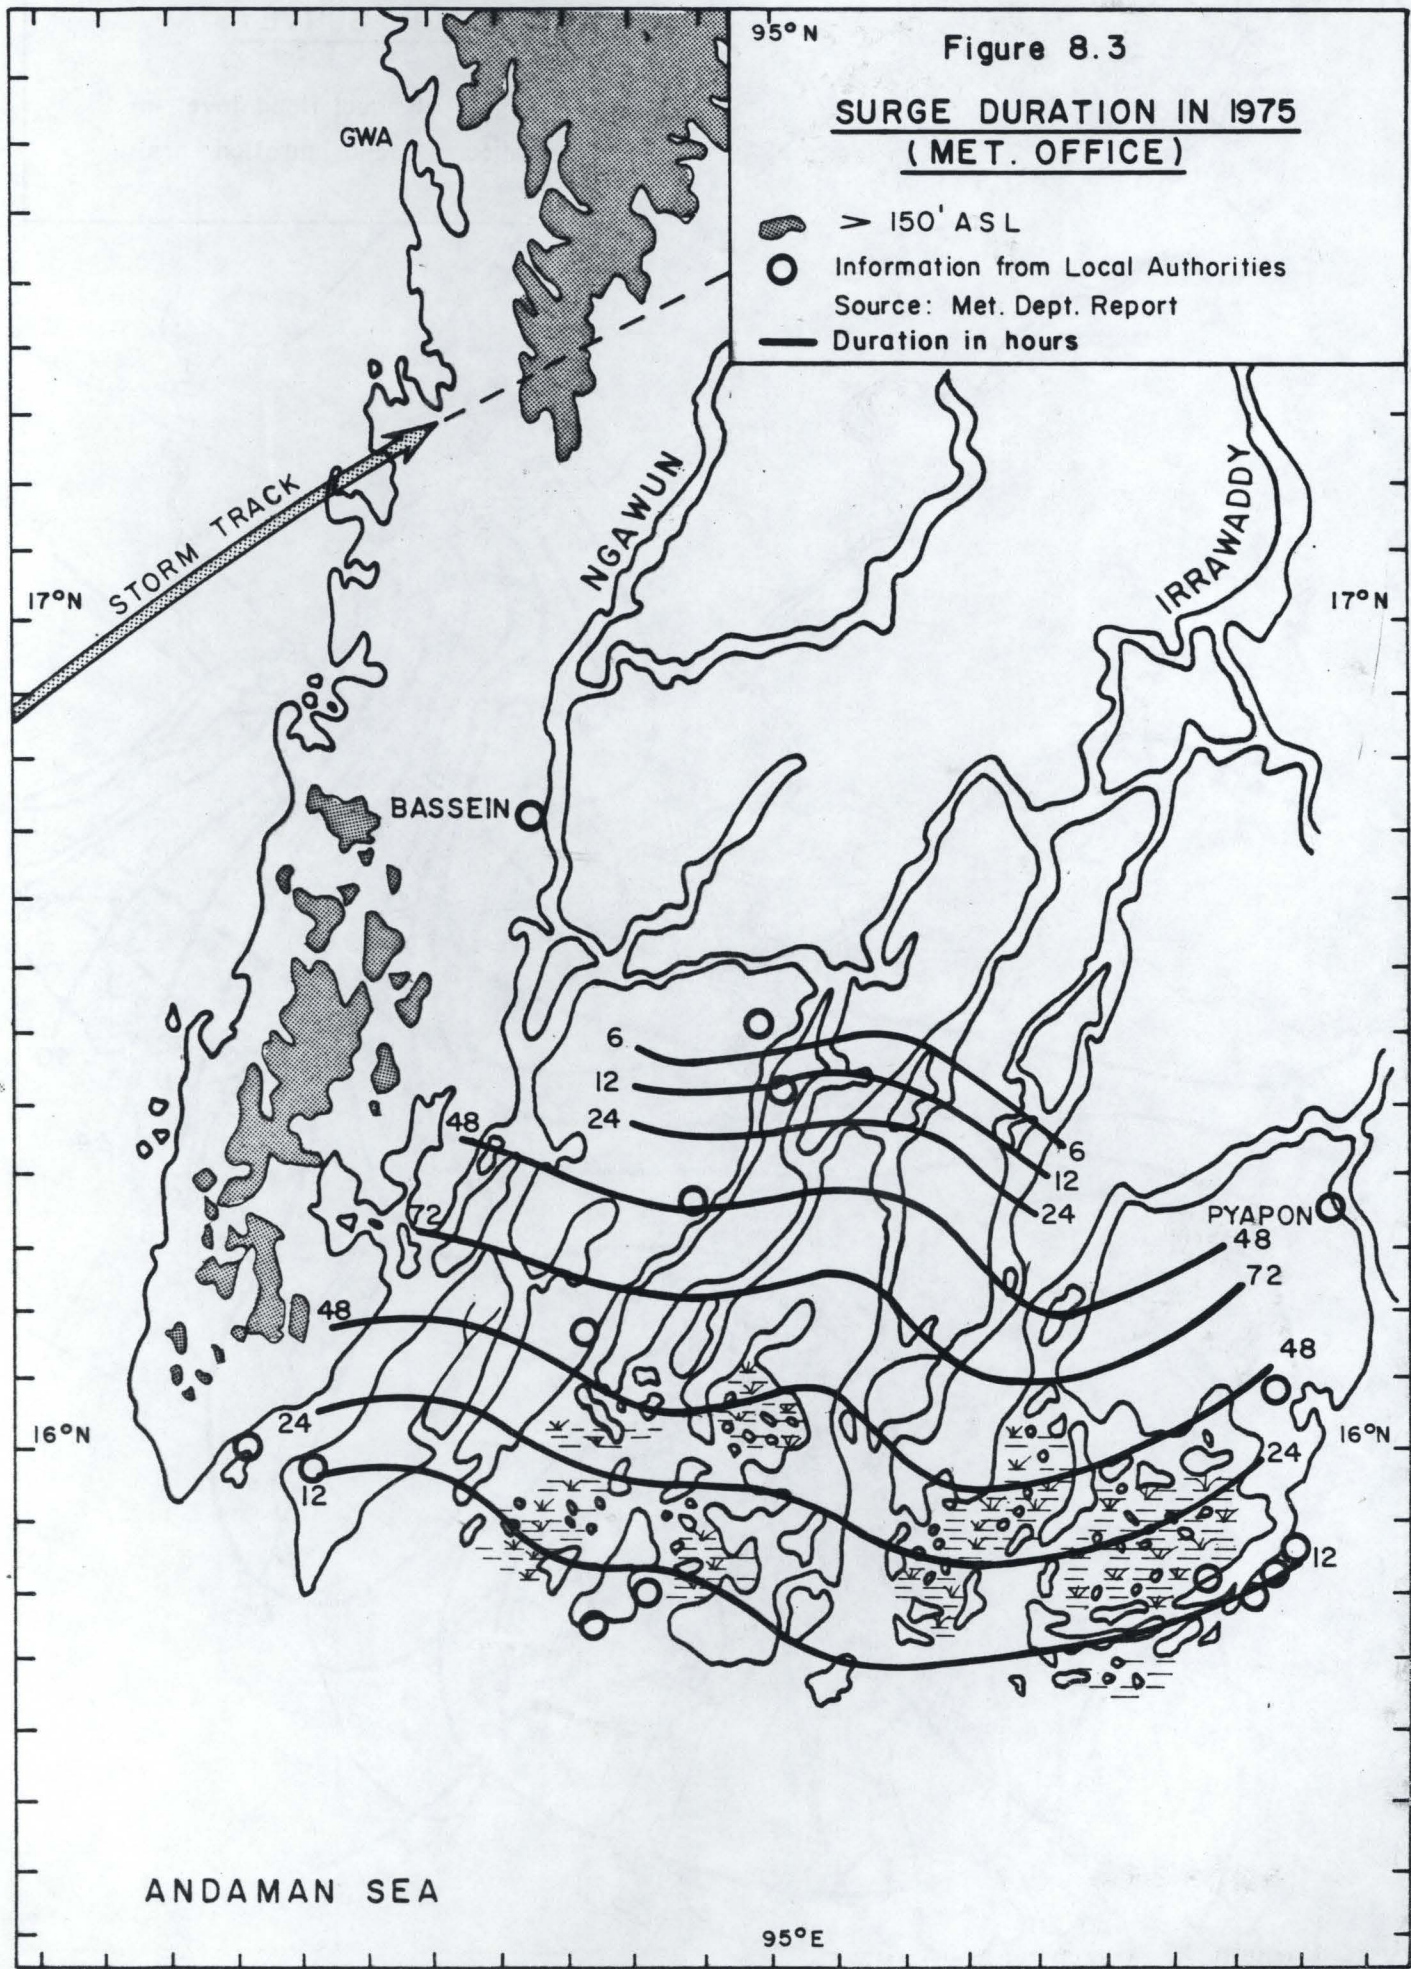 95°N
Figure 8.3
SURGE DURATION IN 1975
(MET. OFFICE)
> 150' ASL
Information from Local Authorities
Source: Met. Dept. Report
Duration in hours
GWA
STORM TRACK
NGAWUN
IRRAWADDY
17°N
17°N
BASSEIN
6
12
24
48
6
12
24
72
PYAPON
48
72
48
48
24
16°N
16°N
24
12
12
ANDAMAN SEA
95°E